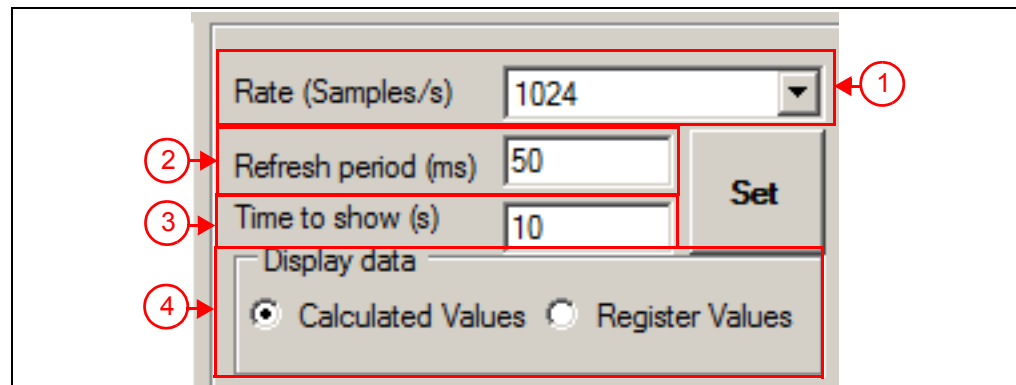 Rate (Samples/s) 1024 1
2 Refresh period (ms) 50
Set
3 Time to show (s) 10
Display data
4 Calculated Values Register Values